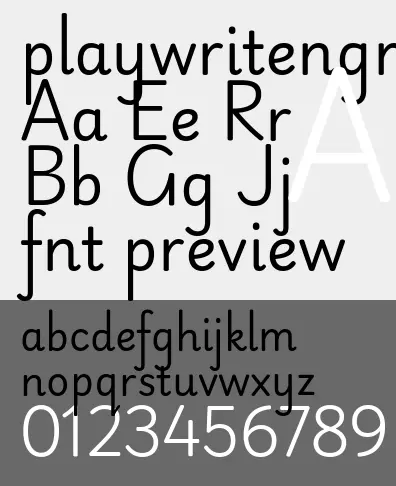 playwritengr
Aa Ee Rr
A
Bb Gg Jj
fnt preview
abcdefghijklm
nopqrstuvwxyz
0123456789